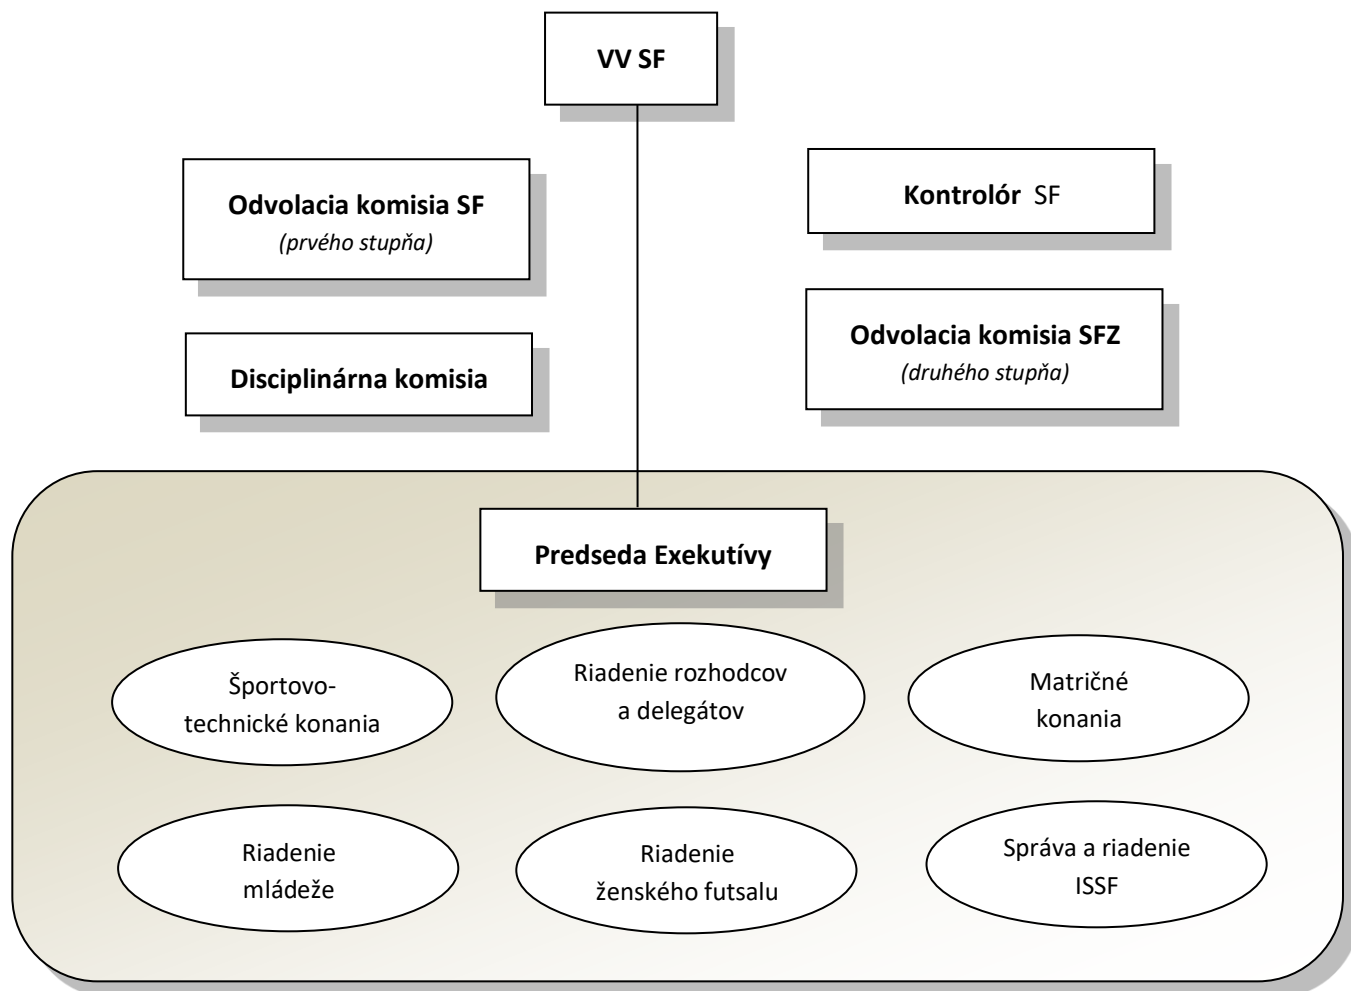 VV SF
Odvolacia komisia SF
(prvého stupňa)
Kontrolór SF
Disciplinárna komisia
Odvolacia komisia SFZ
(druhého stupňa)
Predseda Exekutívy
Športovo-
technické konania
Riadenie rozhodcov
a delegátov
Matričné
konania
Riadenie
mládeže
Riadenie
ženského futsalu
Správa a riadenie
ISSF